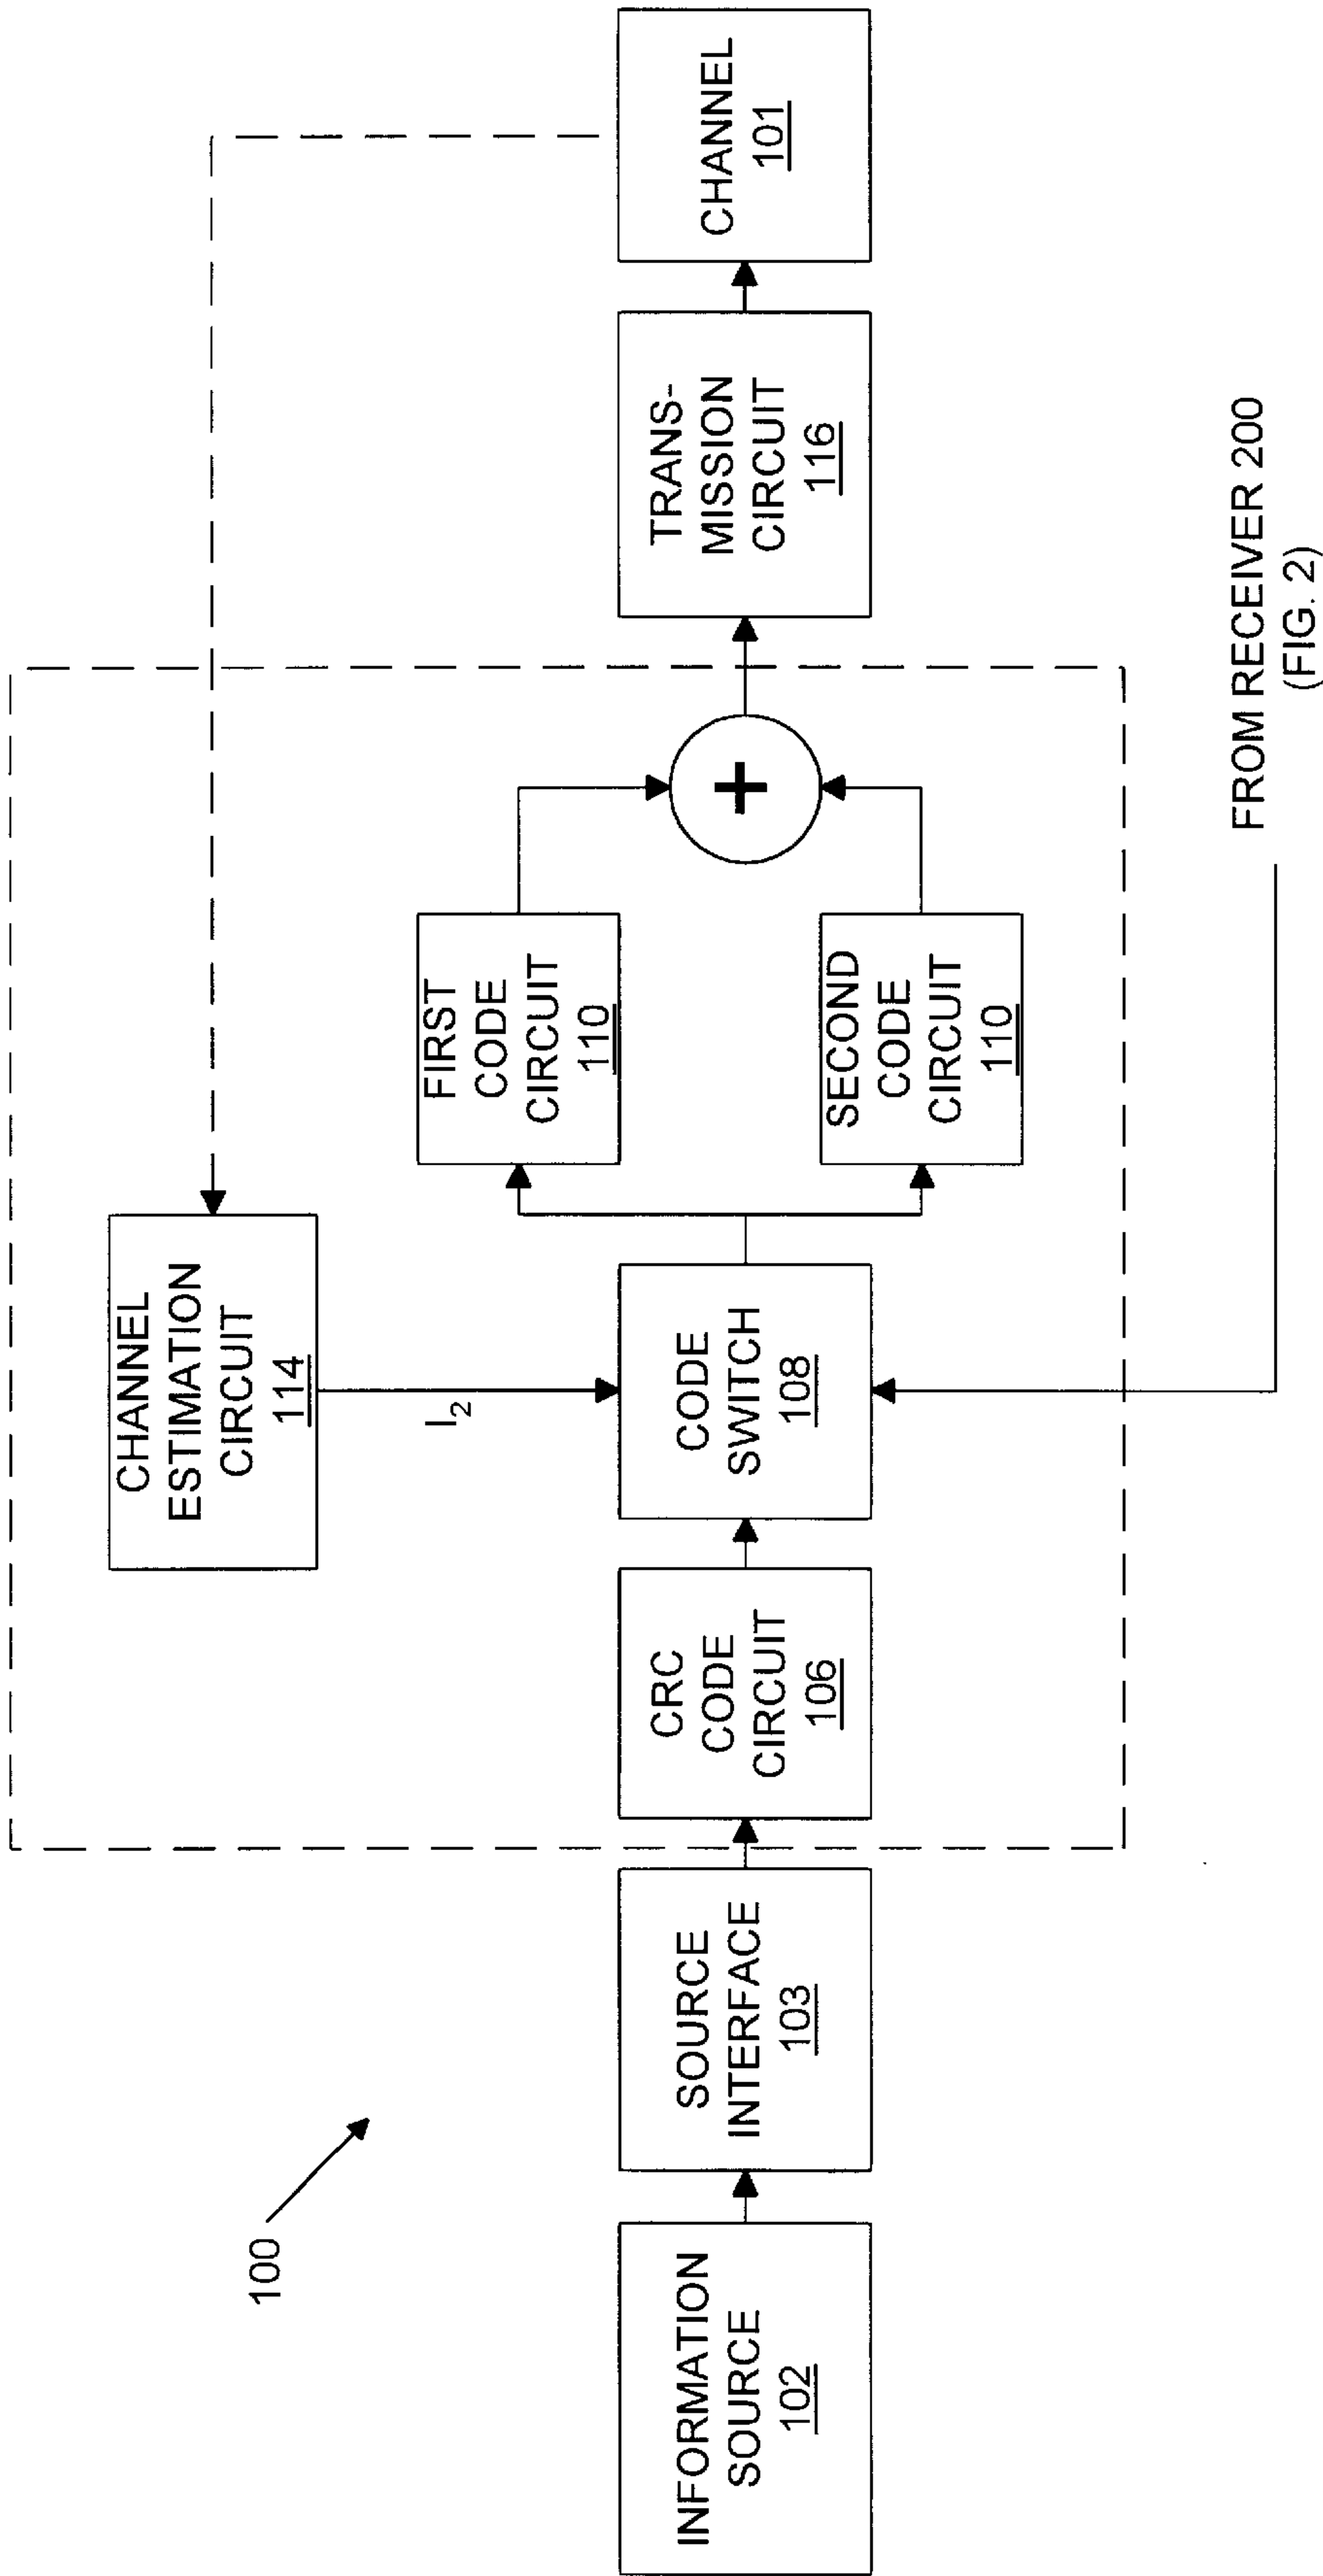 100
CHANNEL
ESTIMATION
CIRCUIT
114
I2
INFORMATION
SOURCE
102
SOURCE
INTERFACE
103
CRC
CODE
CIRCUIT
106
CODE
SWITCH
108
FIRST
CODE
CIRCUIT
110
SECOND
CODE
CIRCUIT
110
+
TRANS-
MISSION
CIRCUIT
116
CHANNEL
101
FROM RECEIVER 200
(FIG. 2)